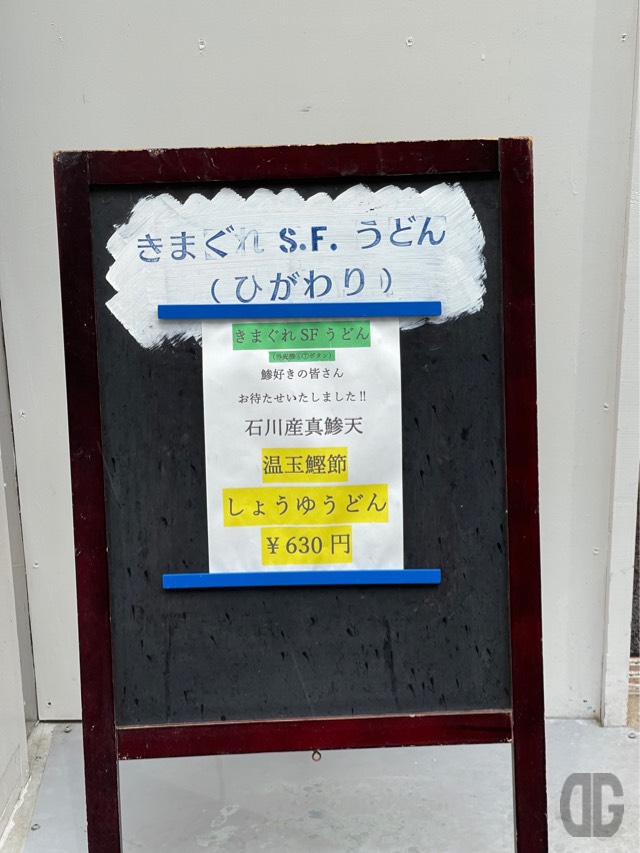 きまぐれ S.F. うどん
(ひがわり)
きまぐれSFうどん
鯵好きの皆さん
お待たせいたしました!!
石川産真鯵天
温玉鰹節
しょうゆうどん
¥630円
DG